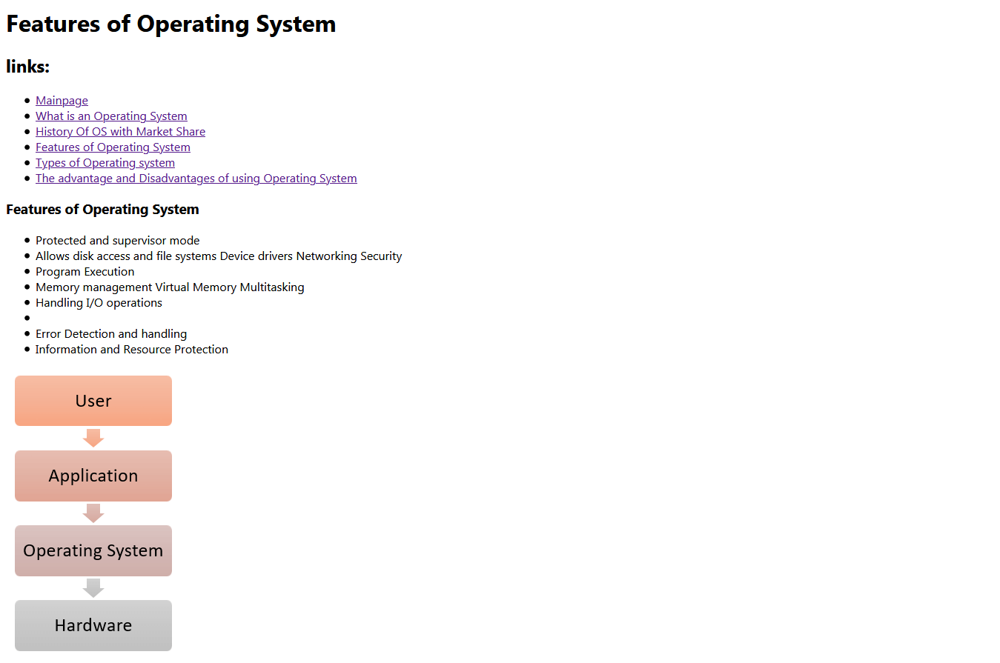 Features of Operating System
links:
Mainpage
What is an Operating System
History Of OS with Market Share
Features of Operating System
Types of Operating system
The advantage and Disadvantages of using Operating System
Features of Operating System
Protected and supervisor mode
Allows disk access and file systems Device drivers Networking Security
Program Execution
Memory management Virtual Memory Multitasking
Handling I/O operations
Error Detection and handling
Information and Resource Protection
User
Application
Operating System
Hardware